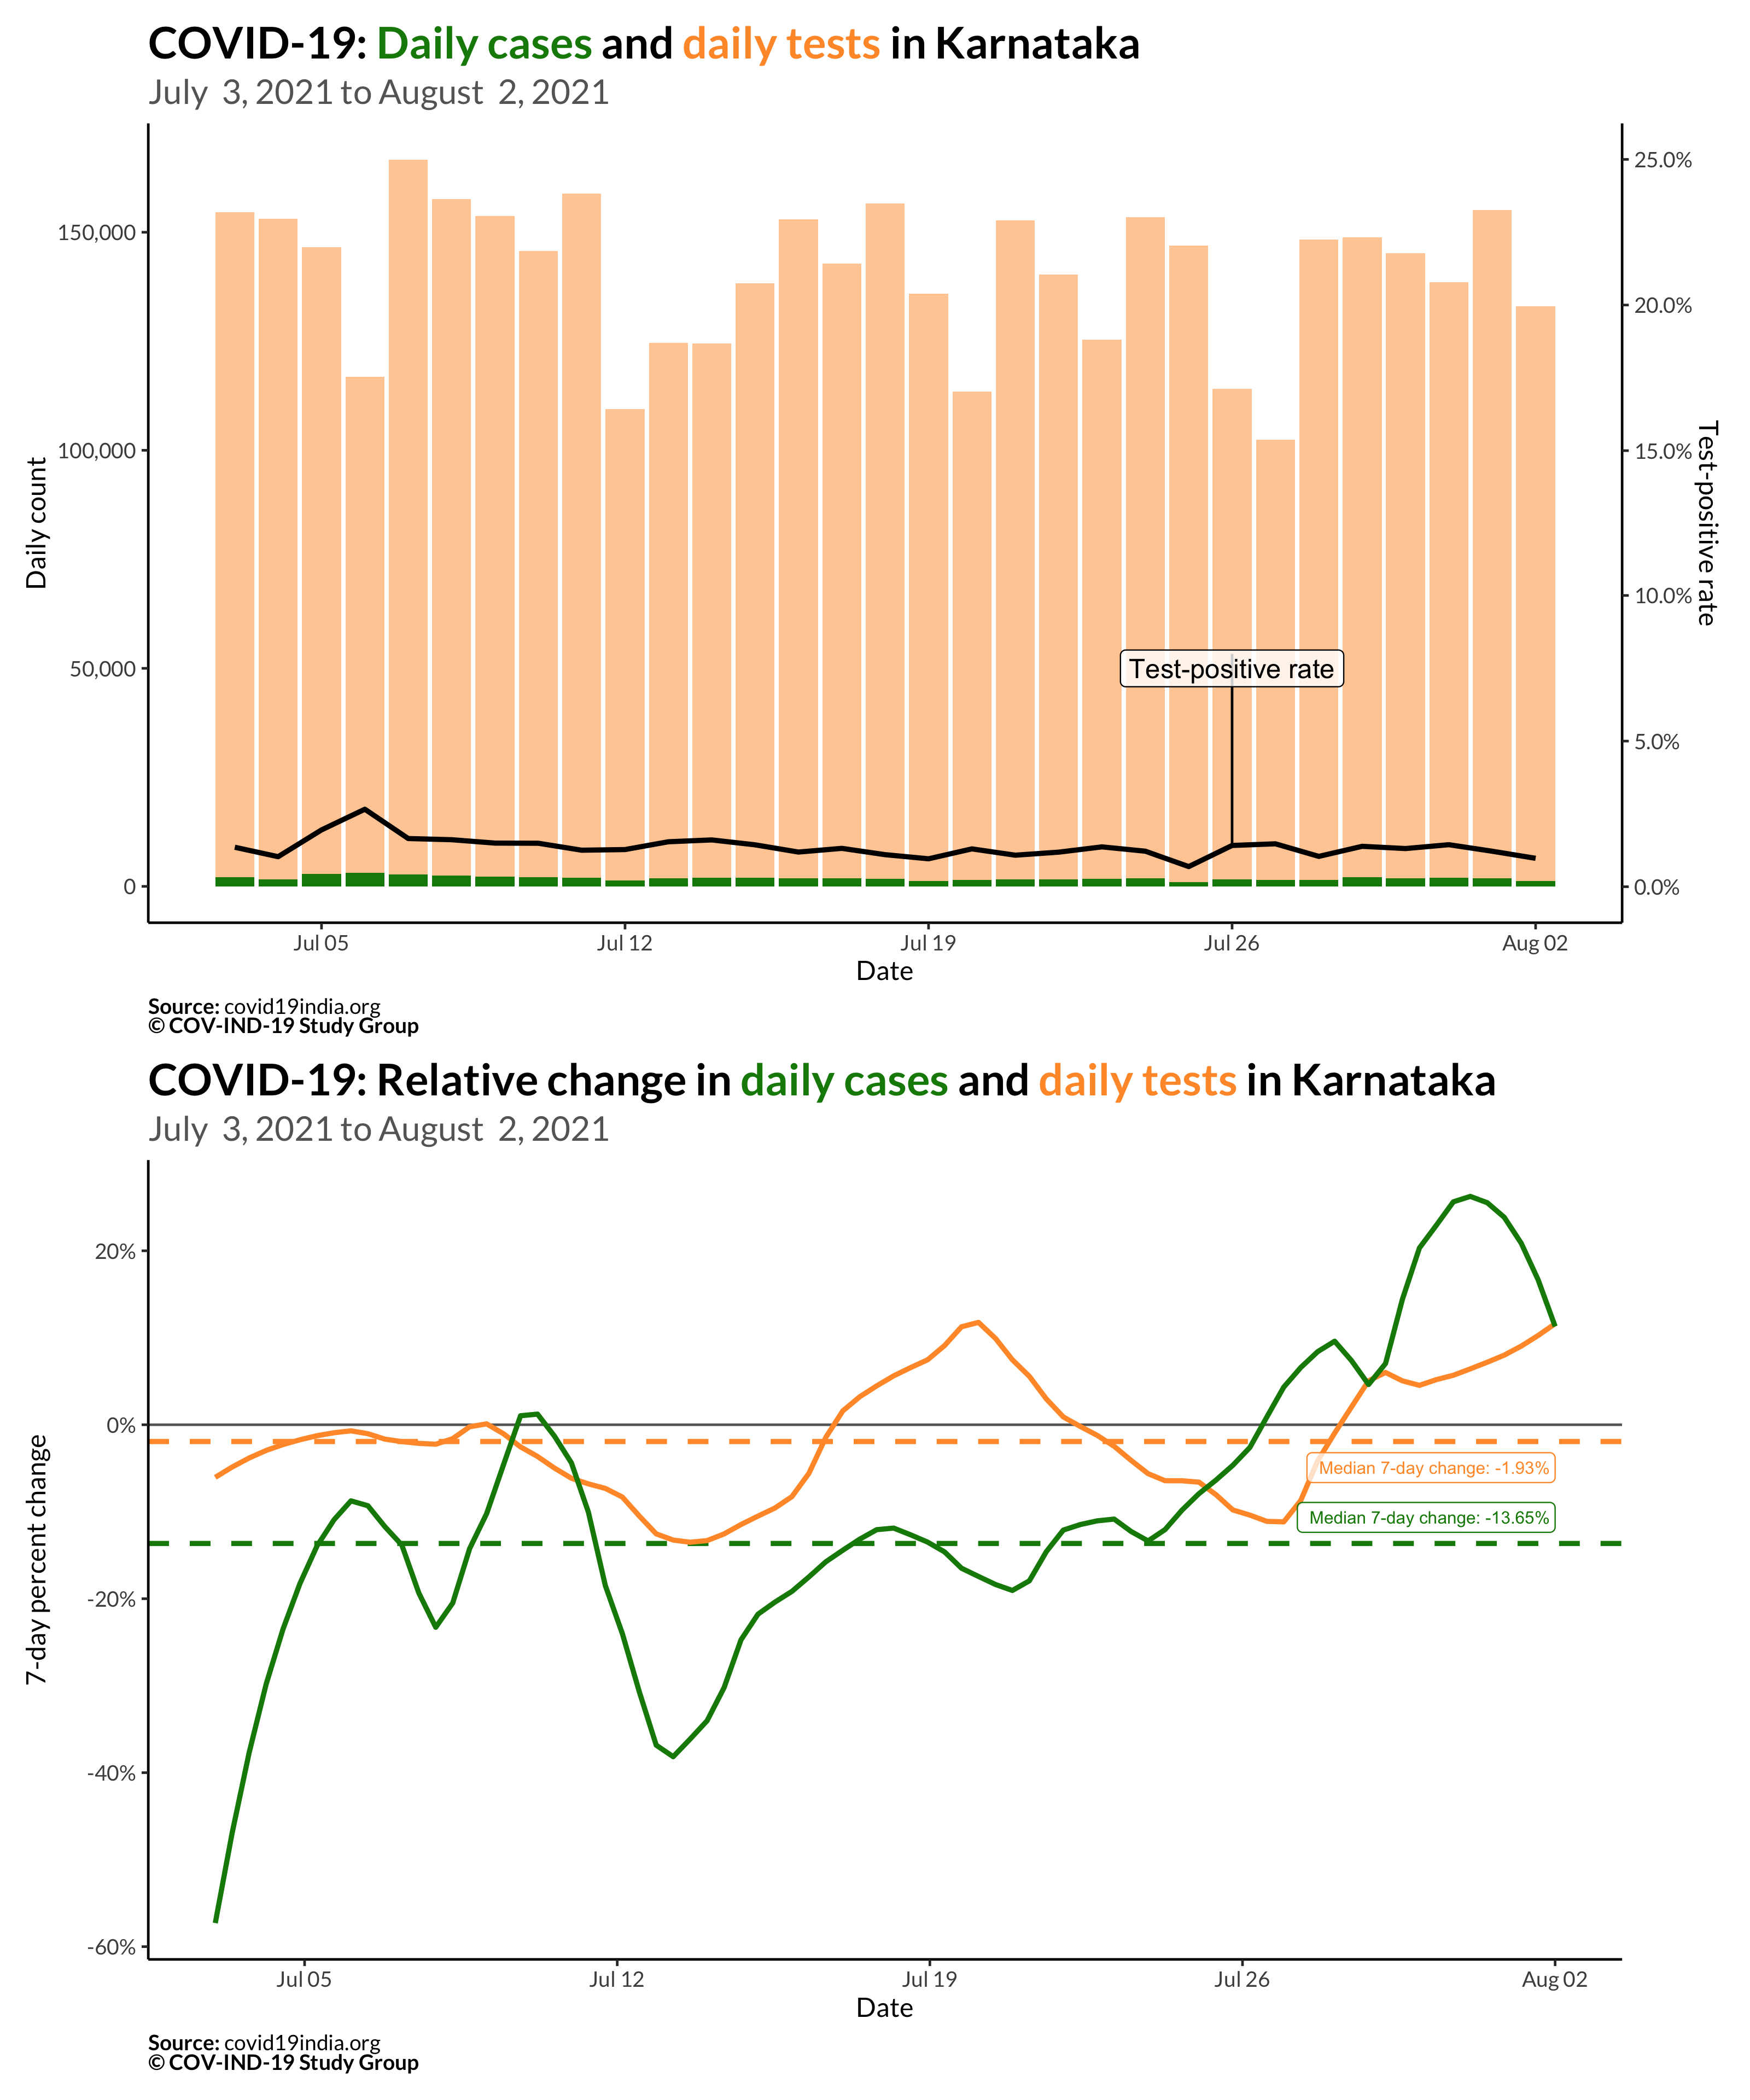 COVID-19: Daily cases and daily tests in Karnataka
July  3, 2021 to August  2, 2021
150,000
100,000
50,000
0
Daily count
25.0%
20.0%
15.0%
10.0%
5.0%
0.0%
Test-positive rate
Test-positive rate
Jul 05
Jul 12
Jul 19
Jul 26
Aug 02
Date
Source: covid19india.org
© COV-IND-19 Study Group
COVID-19: Relative change in daily cases and daily tests in Karnataka
July  3, 2021 to August  2, 2021
20%
0%
-20%
-40%
-60%
7-day percent change
Median 7-day change: -1.93%
Median 7-day change: -13.65%
Jul 05
Jul 12
Jul 19
Jul 26
Aug 02
Date
Source: covid19india.org
© COV-IND-19 Study Group